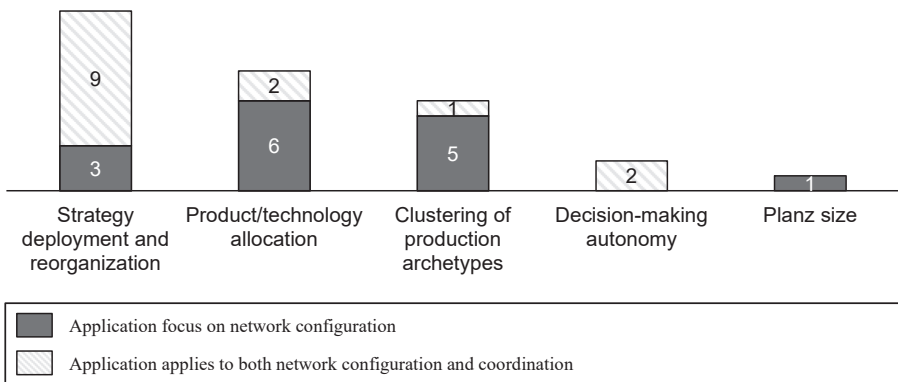 9
3
2
6
1
5
2
1
Strategy
deployment and
reorganization
Product/technology
allocation
Clustering of
production
archetypes
Decision-making
autonomy
Planz size
Application focus on network configuration
Application applies to both network configuration and coordination